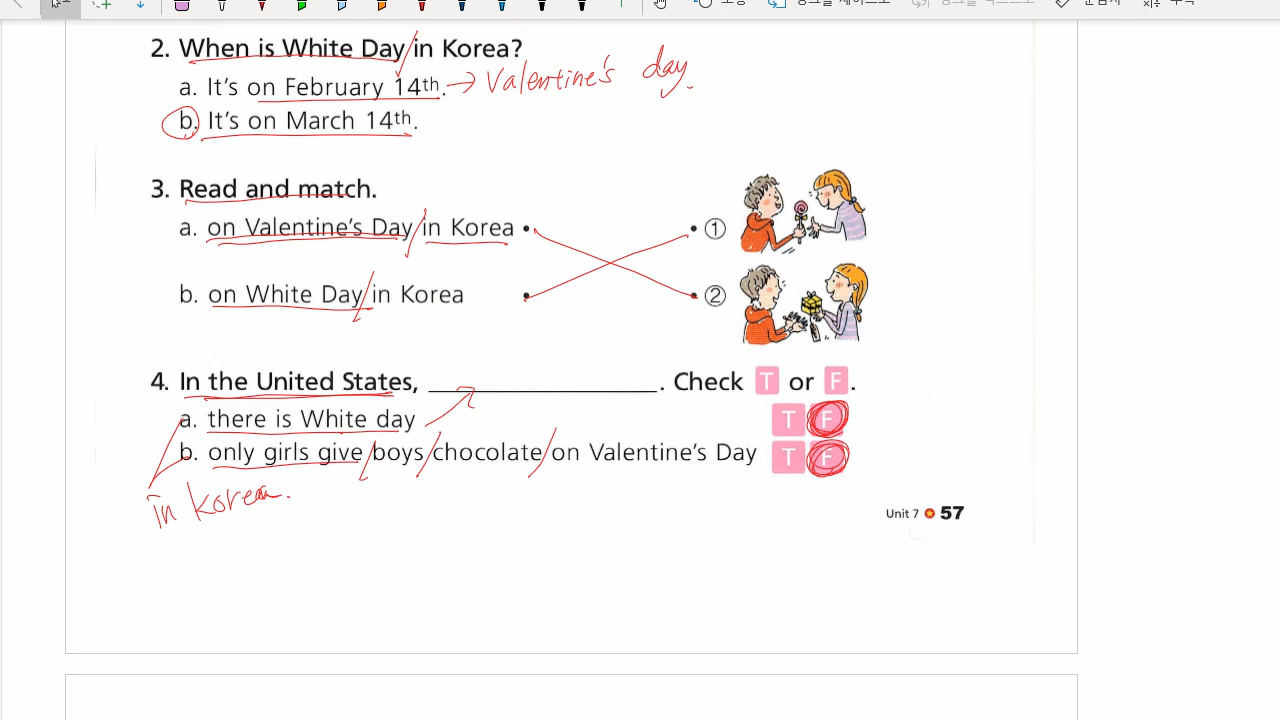 2. When is White Day in Korea?
a. It's on February 14th. → Valentine's day.
b. It's on March 14th.
3. Read and match.
a. on Valentine's Day in Korea • • ①
b. on White Day in Korea • • ②
4. In the United States, ____________________. Check T or F.
a. there is White day T F
b. only girls give boys chocolate on Valentine's Day T F
in korea.
Unit 7 57